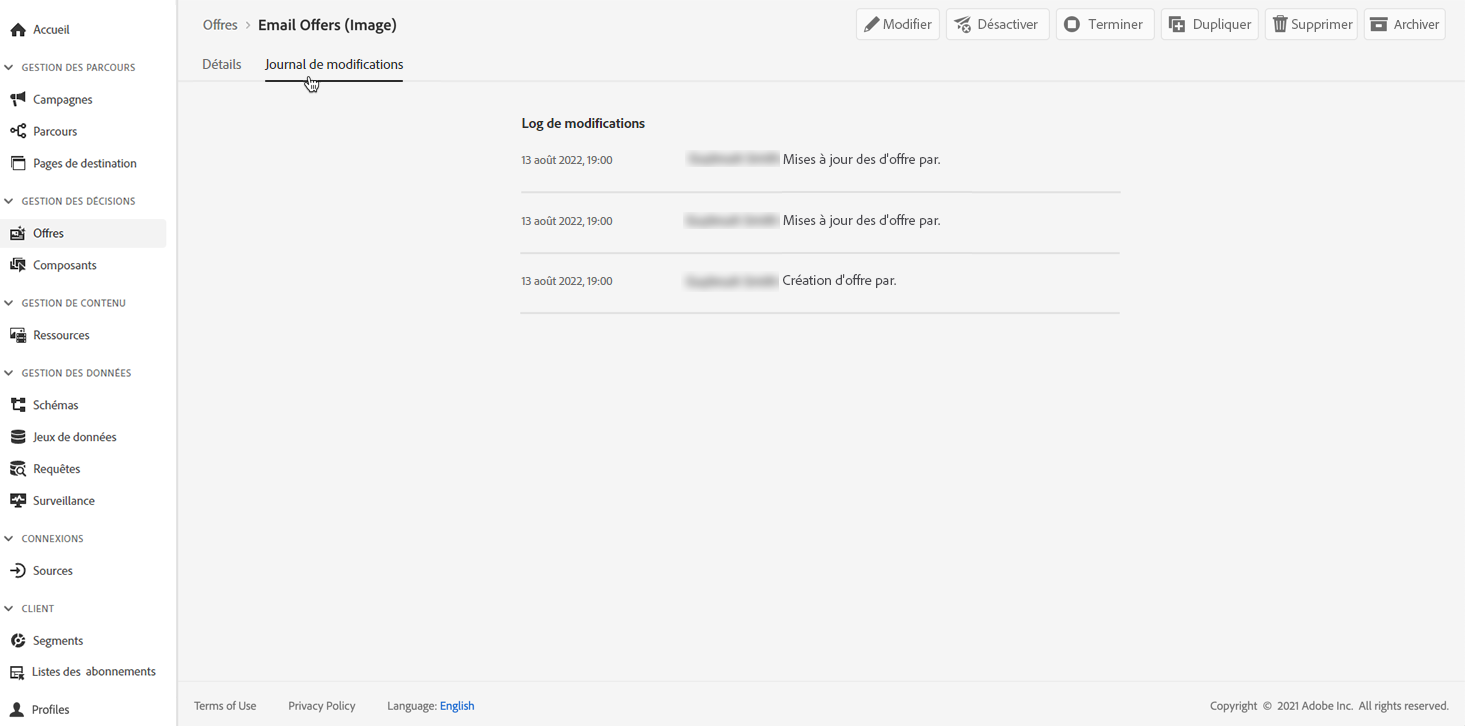 Accueil
GESTION DES PARCOURS
Campagnes
Parcours
Pages de destination
GESTION DES DÉCISIONS
Offres
Composants
GESTION DE CONTENU
Ressources
GESTION DES DONNÉES
Schémas
Jeux de données
Requêtes
Surveillance
CONNEXIONS
Sources
CLIENT
Segments
Listes des abonnements
Profiles
Offres > Email Offers (Image)
Modifier Désactiver Terminer Dupliquer Supprimer Archiver
Détails Journal de modifications
Log de modifications
13 août 2022, 19:00 Mises à jour des d'offre par.
13 août 2022, 19:00 Mises à jour des d'offre par.
13 août 2022, 19:00 Création d'offre par.
Terms of Use Privacy Policy Language: English Copyright © 2021 Adobe Inc. All rights reserved.